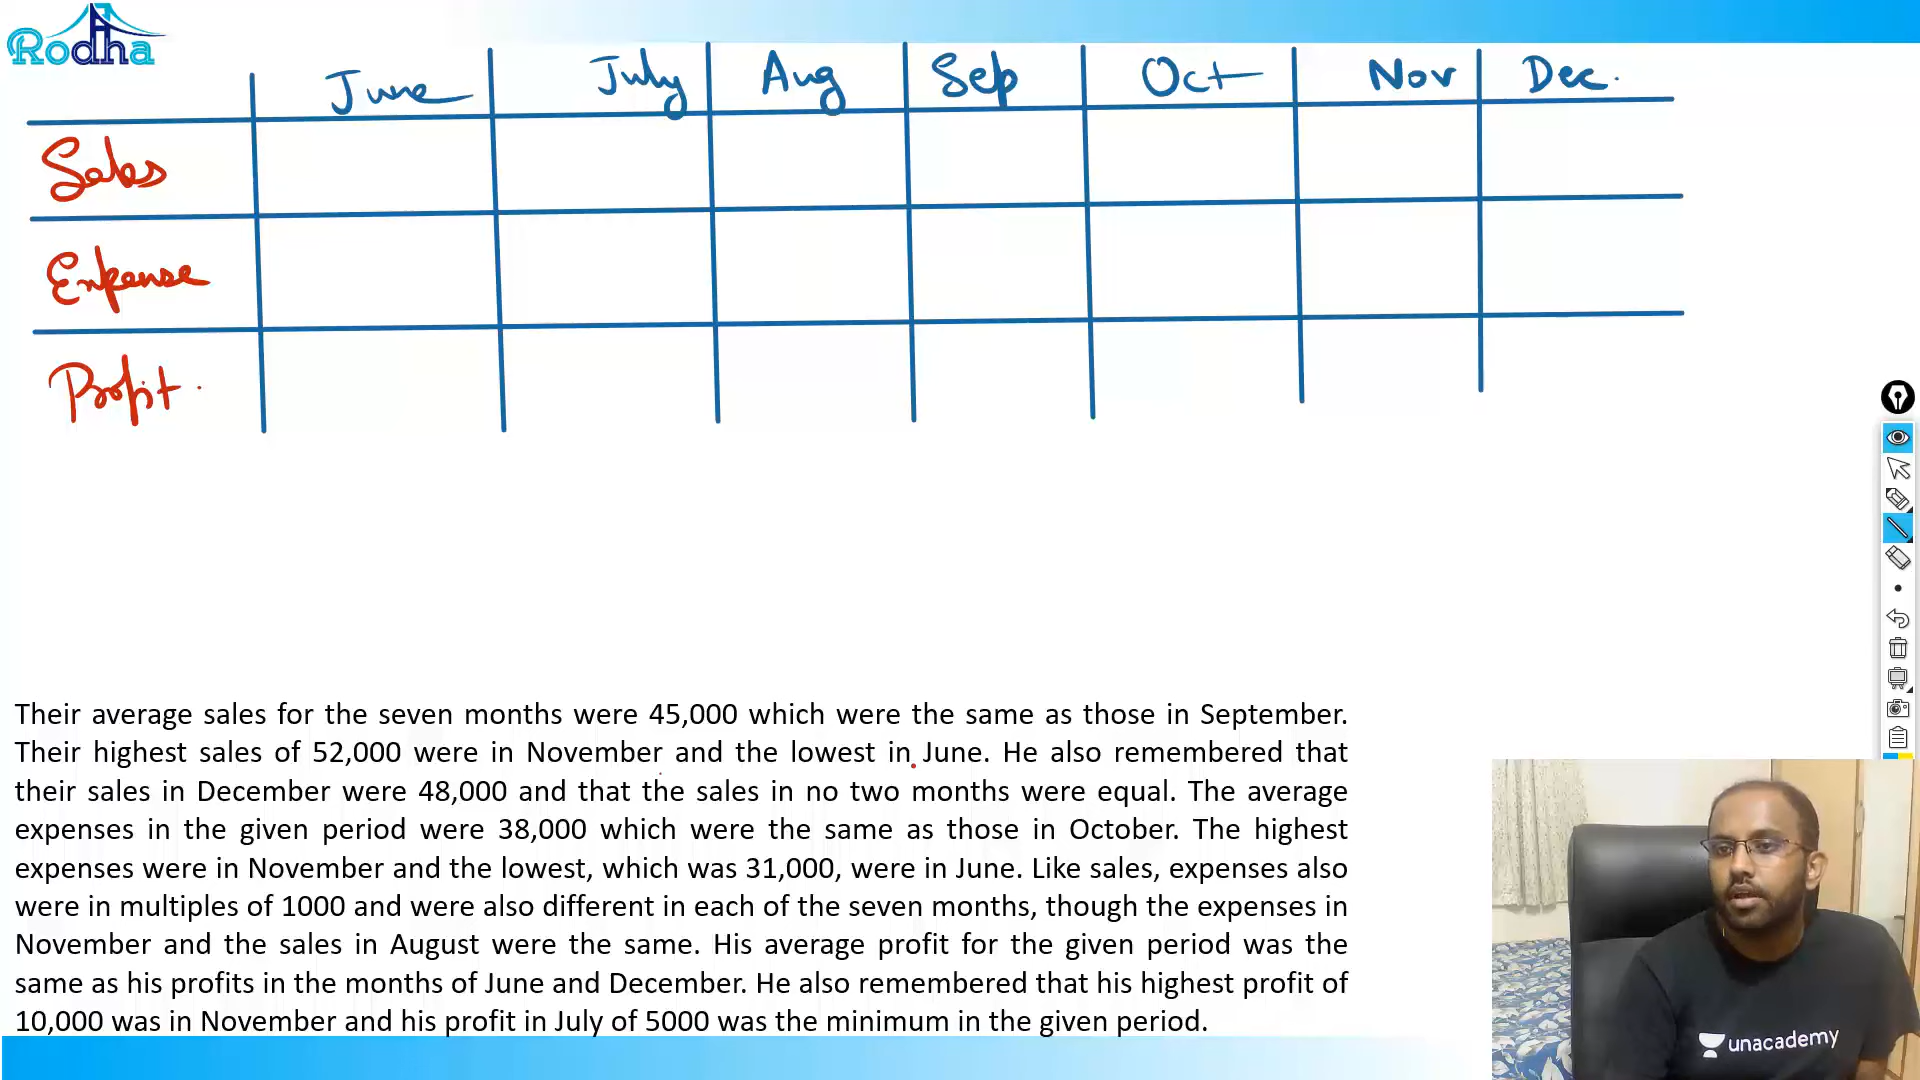 Rodha
June July Aug Sep Oct Nov Dec.
Sales
Expense
Profit.
Their average sales for the seven months were 45,000 which were the same as those in September.
Their highest sales of 52,000 were in November and the lowest in June. He also remembered that
their sales in December were 48,000 and that the sales in no two months were equal. The average
expenses in the given period were 38,000 which were the same as those in October. The highest
expenses were in November and the lowest, which was 31,000, were in June. Like sales, expenses also
were in multiples of 1000 and were also different in each of the seven months, though the expenses in
November and the sales in August were the same. His average profit for the given period was the
same as his profits in the months of June and December. He also remembered that his highest profit of
10,000 was in November and his profit in July of 5000 was the minimum in the given period.
unacademy